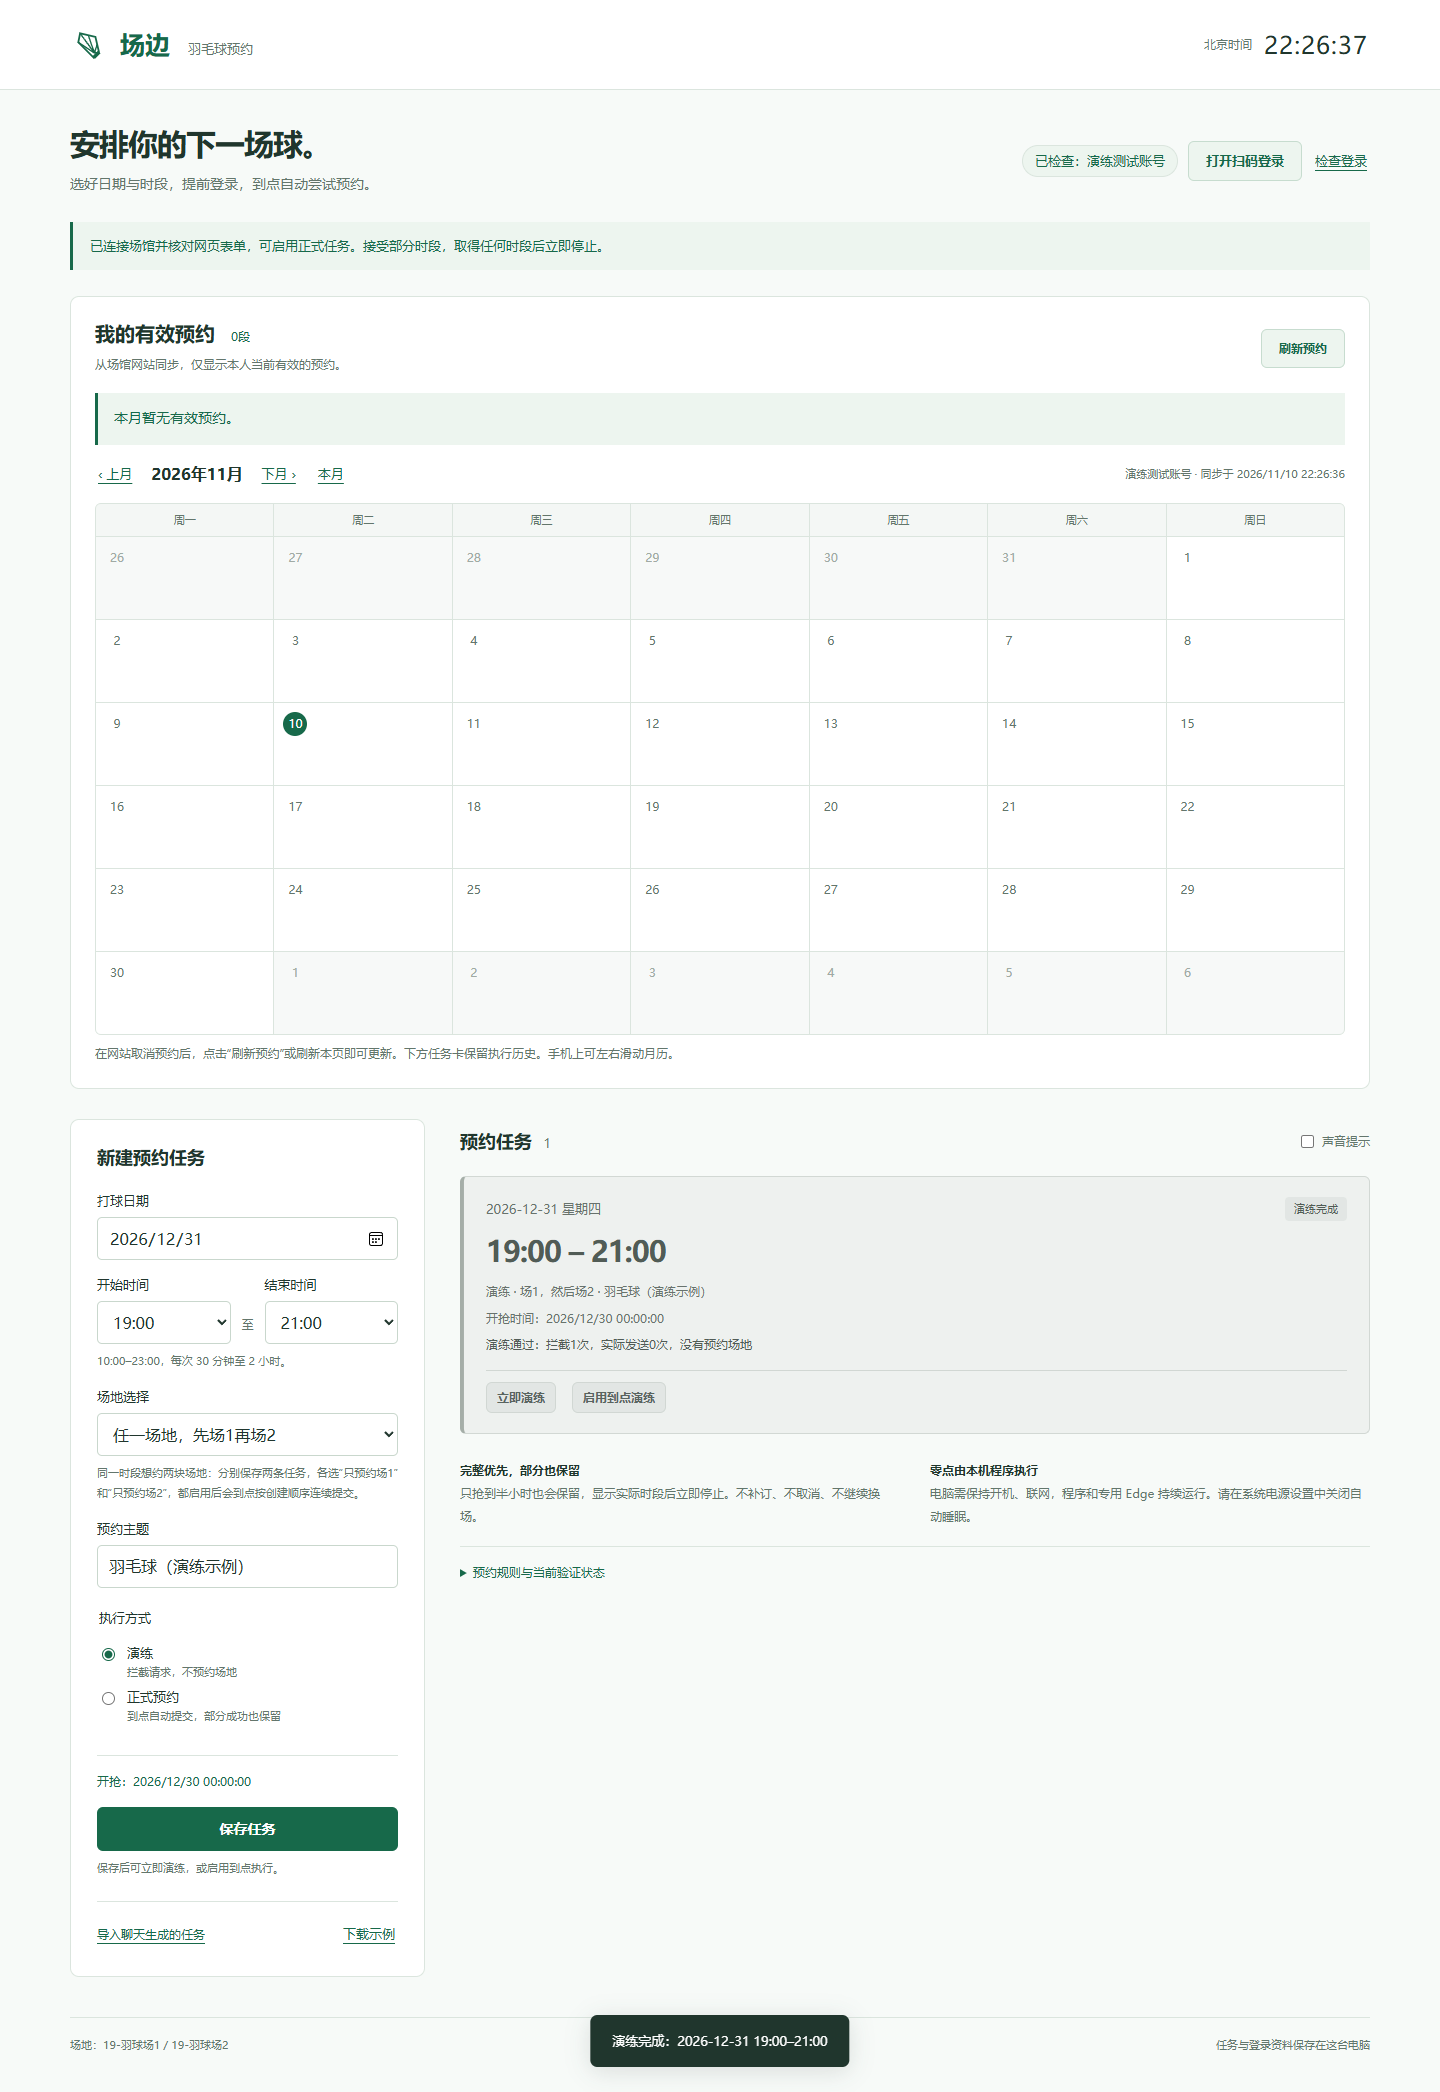 场边 羽毛球预约
北京时间 22:26:37
安排你的下一场球。
选好日期与时段，提前登录，到点自动尝试预约。
已检查：演练测试账号 打开扫码登录 检查登录
已连接场馆并核对网页表单，可启用正式任务。接受部分时段，取得任何时段后立即停止。
我的有效预约 0段
从场馆网站同步，仅显示本人当前有效的预约。
刷新预约
本月暂无有效预约。
‹ 上月 2026年11月 下月 › 本月
演练测试账号 · 同步于 2026/11/10 22:26:36
周一 周二 周三 周四 周五 周六 周日
26 27 28 29 30 31 1
2 3 4 5 6 7 8
9 10 11 12 13 14 15
16 17 18 19 20 21 22
23 24 25 26 27 28 29
30 1 2 3 4 5 6
在网站取消预约后，点击“刷新预约”或刷新本页即可更新。下方任务卡保留执行历史。手机上可左右滑动月历。
新建预约任务
打球日期
2026/12/31
开始时间 结束时间
19:00 至 21:00
10:00–23:00，每次 30 分钟至 2 小时。
场地选择
任一场地，先场1再场2
同一时段想约两块场地：分别保存两条任务，各选“只预约场1”
和“只预约场2”，都启用后会到点按创建顺序连续提交。
预约主题
羽毛球（演练示例）
执行方式
演练
拦截请求，不预约场地
正式预约
到点自动提交，部分成功也保留
开抢：2026/12/30 00:00:00
保存任务
保存后可立即演练，或启用到点执行。
导入聊天生成的任务 下载示例
预约任务 1
声音提示
2026-12-31 星期四
演练完成
19:00 – 21:00
演练 · 场1，然后场2 · 羽毛球（演练示例）
开抢时间：2026/12/30 00:00:00
演练通过：拦截1次，实际发送0次，没有预约场地
立即演练 启用到点演练
完整优先，部分也保留
只抢到半小时也会保留，显示实际时段后立即停止。不补订、不取消、不继续换
场。
零点由本机程序执行
电脑需保持开机、联网，程序和专用 Edge 持续运行。请在系统电源设置中关闭自
动睡眠。
预约规则与当前验证状态
场地：19-羽球场1 / 19-羽球场2
演练完成：2026-12-31 19:00–21:00
任务与登录资料保存在这台电脑